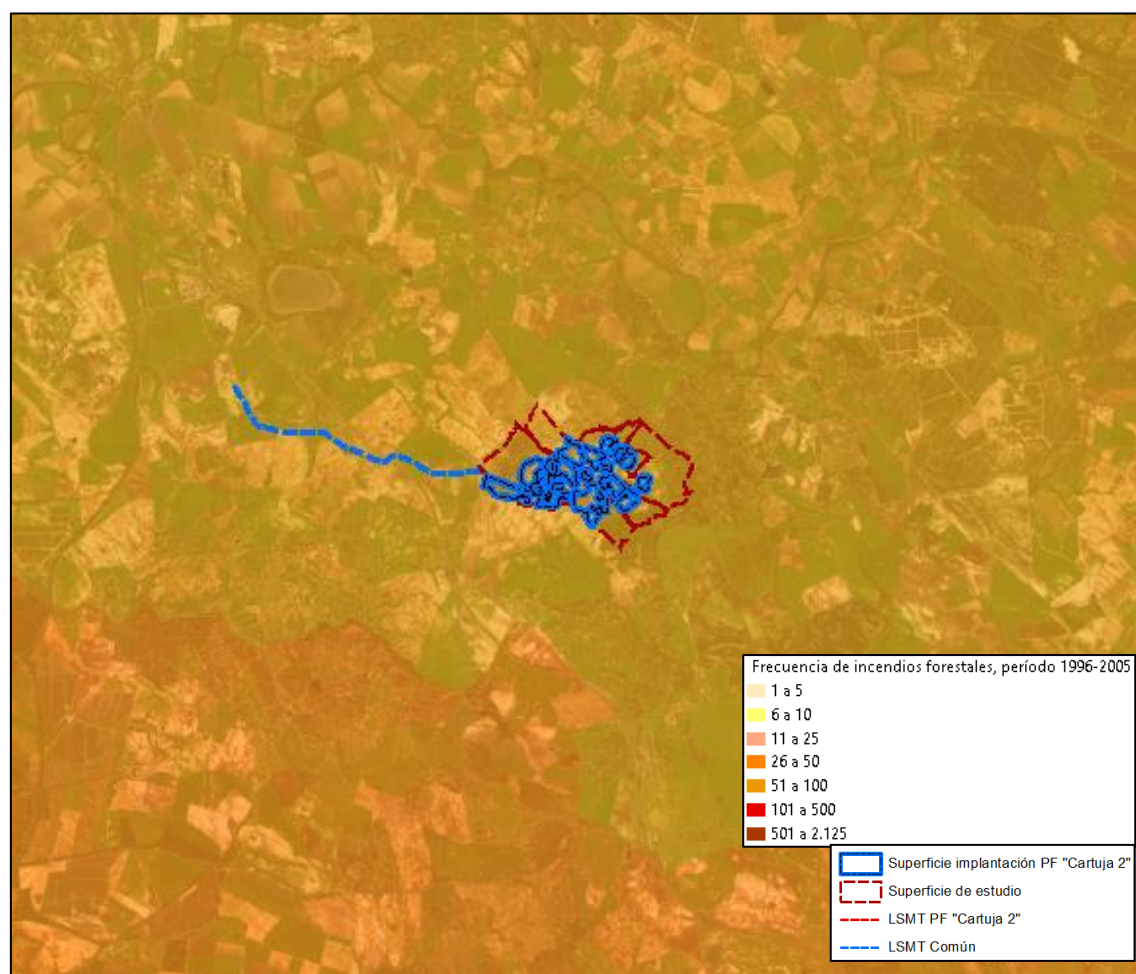 Frecuencia de incendios forestales, período 1996-2005
1 a 5
6 a 10
11 a 25
26 a 50
51 a 100
101 a 500
501 a 2.125
Superficie implantación PF "Cartuja 2"
Superficie de estudio
LSMT PF "Cartuja 2"
LSMT Común